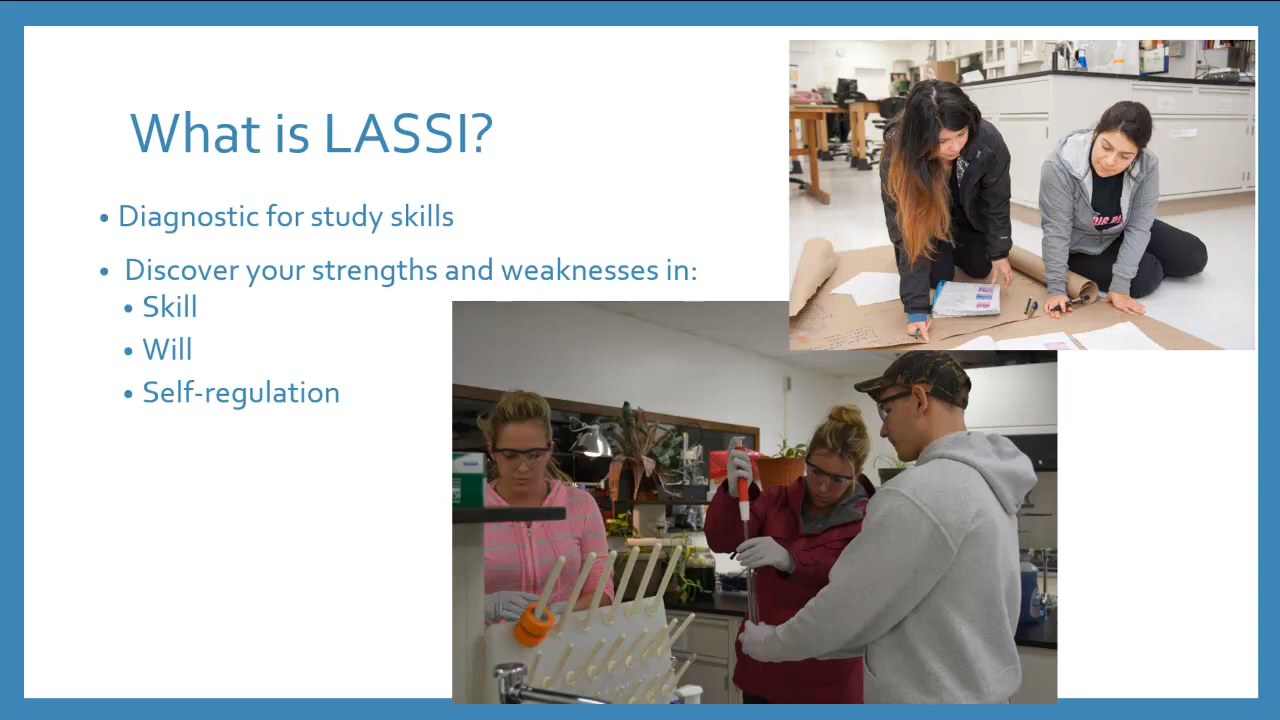 What is LASSI?
• Diagnostic for study skills
• Discover your strengths and weaknesses in:
• Skill
• Will
• Self-regulation